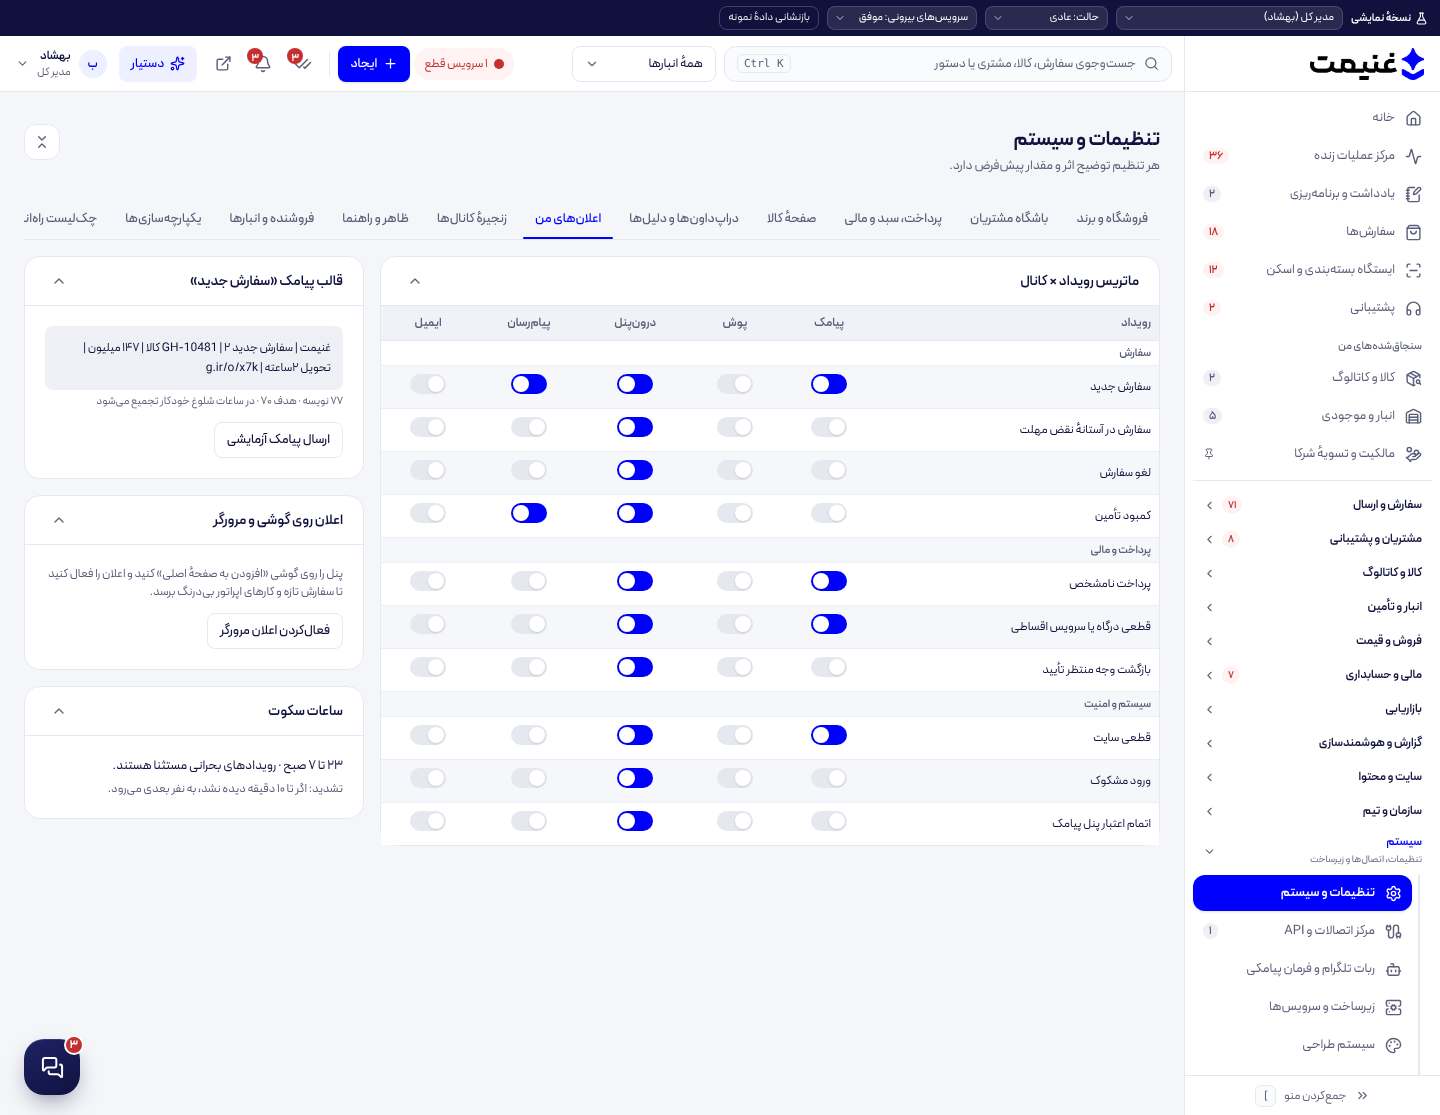 نسخهٔ نمایشی
مدیر کل (بهشاد)
حالت: عادی
سرویس‌های بیرونی: موفق
بازنشانی دادهٔ نمونه
غنیمت
جست‌وجوی سفارش، کالا، مشتری یا دستور
Ctrl K
همهٔ انبارها
۱ سرویس قطع
ایجاد
۳
۳
دستیار
ب
بهشاد
مدیر کل
خانه
مرکز عملیات زنده
۳۶
یادداشت و برنامه‌ریزی
۲
سفارش‌ها
۱۸
ایستگاه بسته‌بندی و اسکن
۱۲
پشتیبانی
۲
سنجاق‌شده‌های من
کالا و کاتالوگ
۲
انبار و موجودی
۵
مالکیت و تسویهٔ شرکا
سفارش و ارسال
۷۱
مشتریان و پشتیبانی
۸
کالا و کاتالوگ
انبار و تأمین
فروش و قیمت
مالی و حسابداری
۷
بازاریابی
گزارش و هوشمندسازی
سایت و محتوا
سازمان و تیم
سیستم
تنظیمات، اتصال‌ها و زیرساخت
تنظیمات و سیستم
مرکز اتصالات و API
۱
ربات تلگرام و فرمان پیامکی
زیرساخت و سرویس‌ها
سیستم طراحی
جمع‌کردن منو
[
تنظیمات و سیستم
هر تنظیم توضیح اثر و مقدار پیش‌فرض دارد.
فروشگاه و برند
باشگاه مشتریان
پرداخت، سبد و مالی
صفحهٔ کالا
دراپ‌داون‌ها و دلیل‌ها
اعلان‌های من
زنجیرهٔ کانال‌ها
ظاهر و راهنما
فروشنده و انبارها
یکپارچه‌سازی‌ها
چک‌لیست
ماتریس رویداد × کانال
رویداد
پیامک
پوش
درون‌پنل
پیام‌رسان
ایمیل
سفارش
سفارش جدید
سفارش در آستانهٔ نقض مهلت
لغو سفارش
کمبود تأمین
پرداخت و مالی
پرداخت نامشخص
قطعی درگاه یا سرویس اقساطی
بازگشت وجه منتظر تأیید
سیستم و امنیت
قطعی سایت
ورود مشکوک
اتمام اعتبار پنل پیامک
قالب پیامک «سفارش جدید»
غنیمت | سفارش جدید GH-10481 | ۲ کالا | ۱۴۷ میلیون |
تحویل ۲ساعته | g.ir/o/x7k
۷۷ نویسه · هدف ۷۰ · در ساعات شلوغ خودکار تجمیع می‌شود
ارسال پیامک آزمایشی
اعلان روی گوشی و مرورگر
پنل را روی گوشی «افزودن به صفحهٔ اصلی» کنید و اعلان را فعال کنید
تا سفارش تازه و کارهای اپراتور بی‌درنگ برسد.
فعال‌کردن اعلان مرورگر
ساعات سکوت
۲۳ تا ۷ صبح · رویدادهای بحرانی مستثنا هستند.
تشدید: اگر تا ۱۰ دقیقه دیده نشد، به نفر بعدی می‌رود.
۳